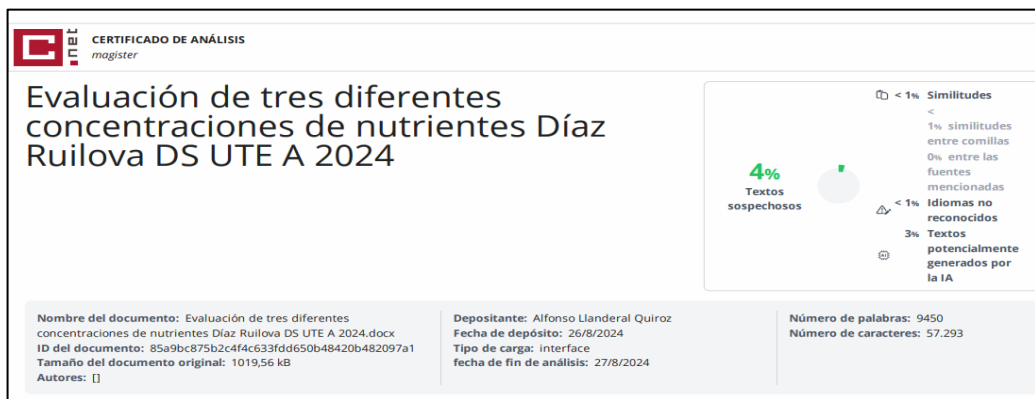 C
.net
CERTIFICADO DE ANÁLISIS
magister
Evaluación de tres diferentes
concentraciones de nutrientes Díaz
Ruilova DS UTE A 2024
4%
Textos
sospechosos
< 1% Similitudes
<
1% similitudes
entre comillas
0% entre las
fuentes
mencionadas
< 1% Idiomas no
reconocidos
3% Textos
potencialmente
generados por
la IA
Nombre del documento: Evaluación de tres diferentes
concentraciones de nutrientes Díaz Ruilova DS UTE A 2024.docx
ID del documento: 85a9bc875b2c4f4c633fdd650b48420b482097a1
Tamaño del documento original: 1019,56 kB
Autores: []
Depositante: Alfonso Llanderal Quiroz
Fecha de depósito: 26/8/2024
Tipo de carga: interface
fecha de fin de análisis: 27/8/2024
Número de palabras: 9450
Número de caracteres: 57.293